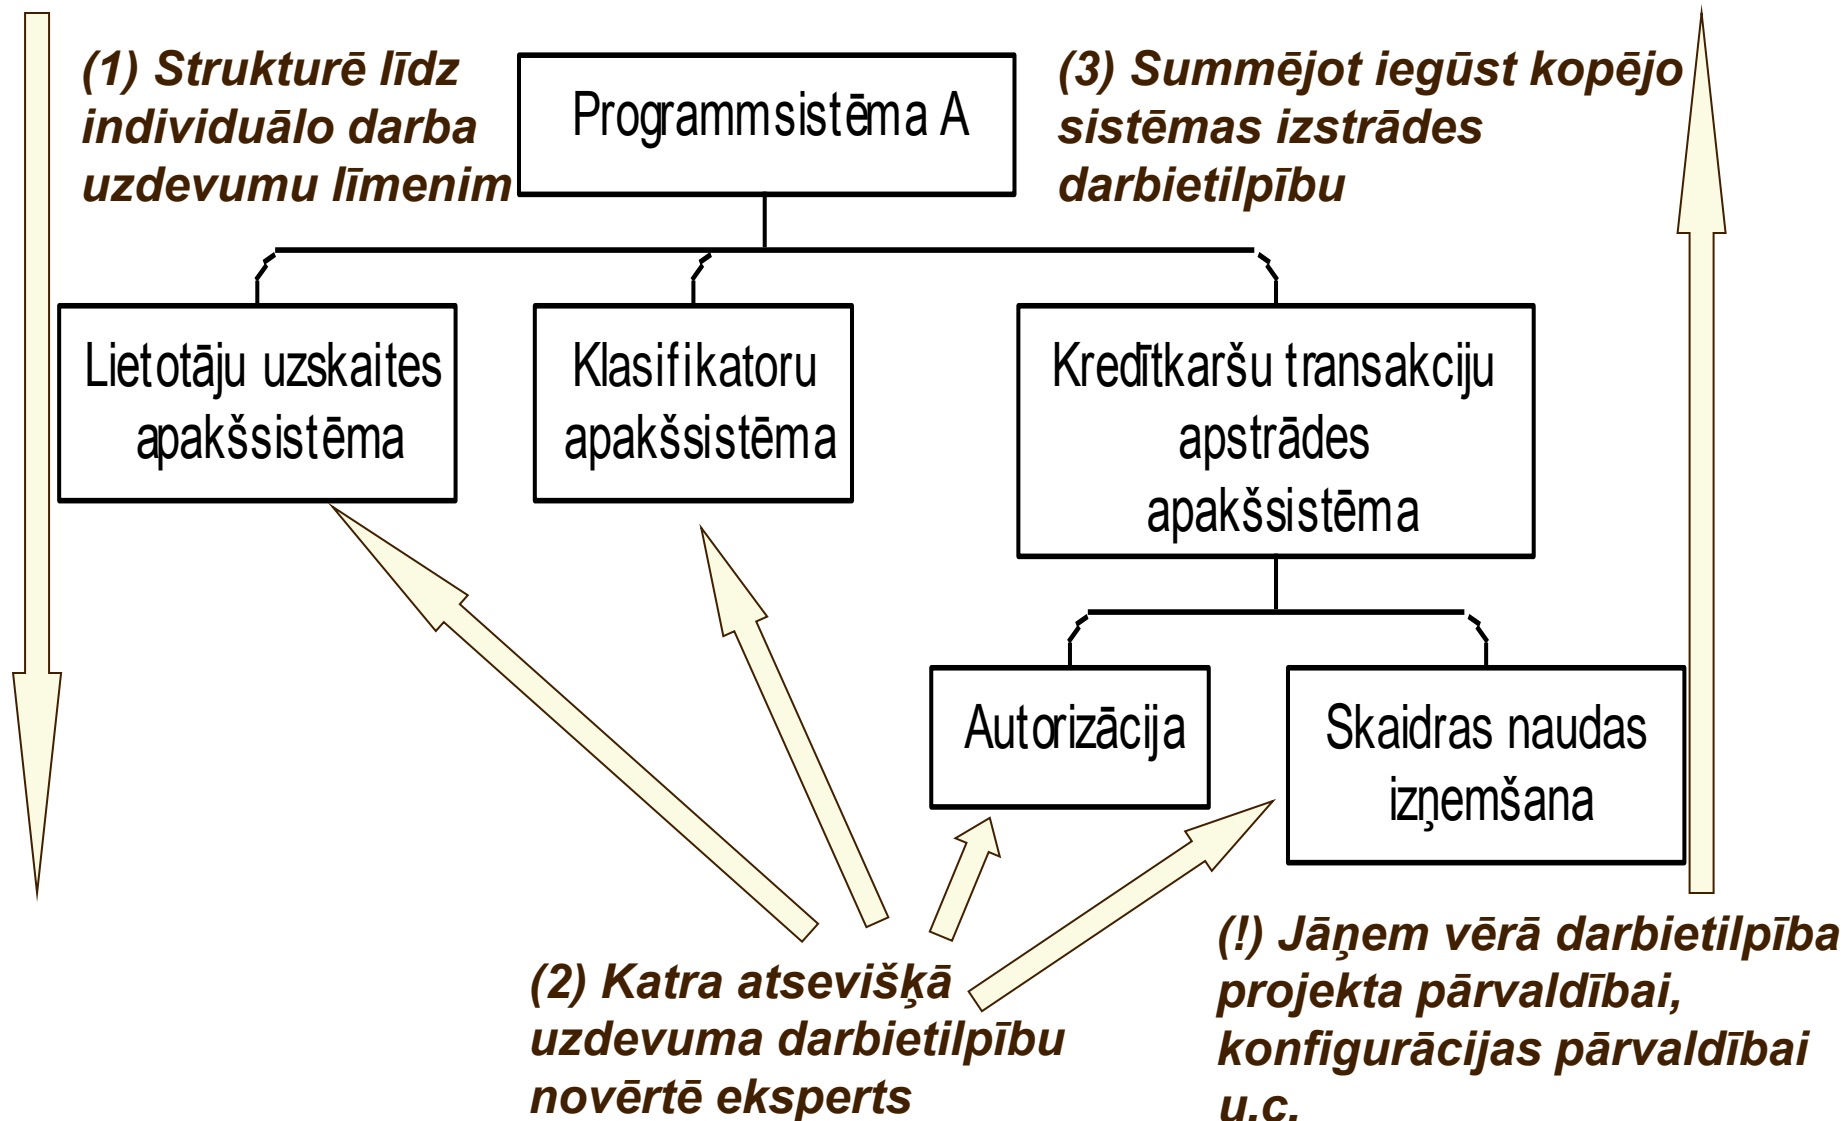 (1) Strukturē līdz
individuālo darba
uzdevumu līmenim
Programmsistēma A
(3) Summējot iegūst kopējo
sistēmas izstrādes
darbietilpību
Lietotāju uzskaites
apakšsistēma
Klasifikatoru
apakšsistēma
Kredītkaršu transakciju
apstrādes
apakšsistēma
Autorizācija
Skaidras naudas
izņemšana
(2) Katra atsevišķā
uzdevuma darbietilpību
novērtē eksperts
(!) Jāņem vērā darbietilpība
projekta pārvaldībai,
konfigurācijas pārvaldībai
u.c.